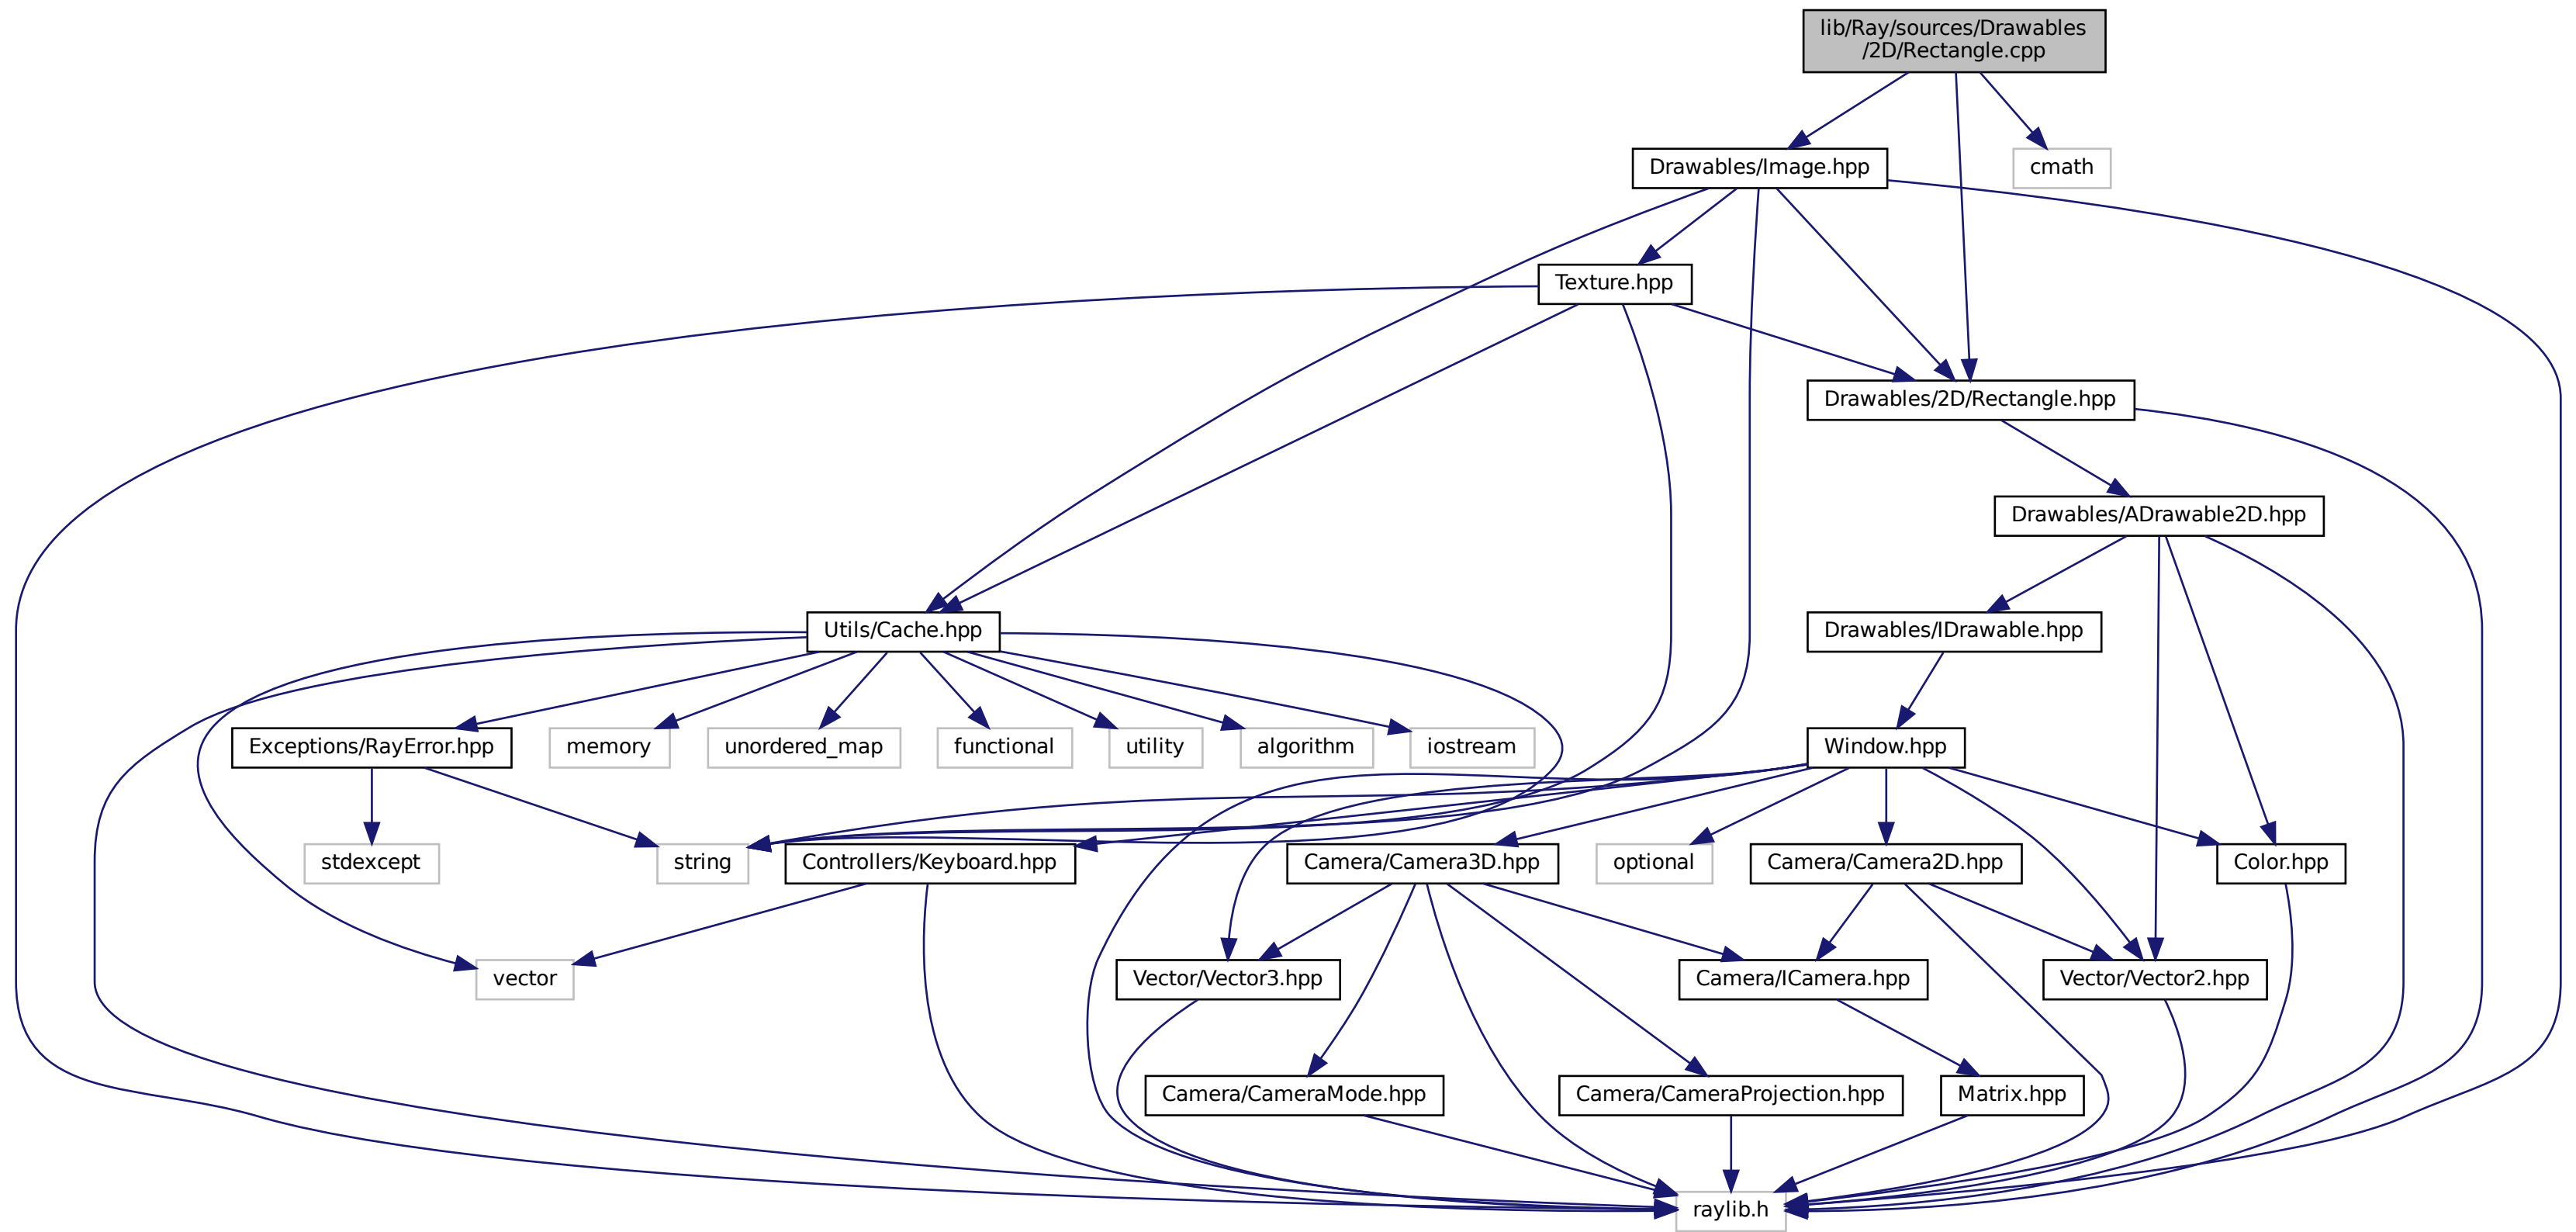 lib/Ray/sources/Drawables
/2D/Rectangle.cpp
Drawables/Image.hpp
cmath
Texture.hpp
Drawables/2D/Rectangle.hpp
Drawables/ADrawable2D.hpp
Utils/Cache.hpp
Drawables/IDrawable.hpp
Exceptions/RayError.hpp
memory
unordered_map
functional
utility
algorithm
iostream
Window.hpp
stdexcept
string
Controllers/Keyboard.hpp
Camera/Camera3D.hpp
optional
Camera/Camera2D.hpp
Color.hpp
vector
Vector/Vector3.hpp
Camera/ICamera.hpp
Vector/Vector2.hpp
Camera/CameraMode.hpp
Camera/CameraProjection.hpp
Matrix.hpp
raylib.h